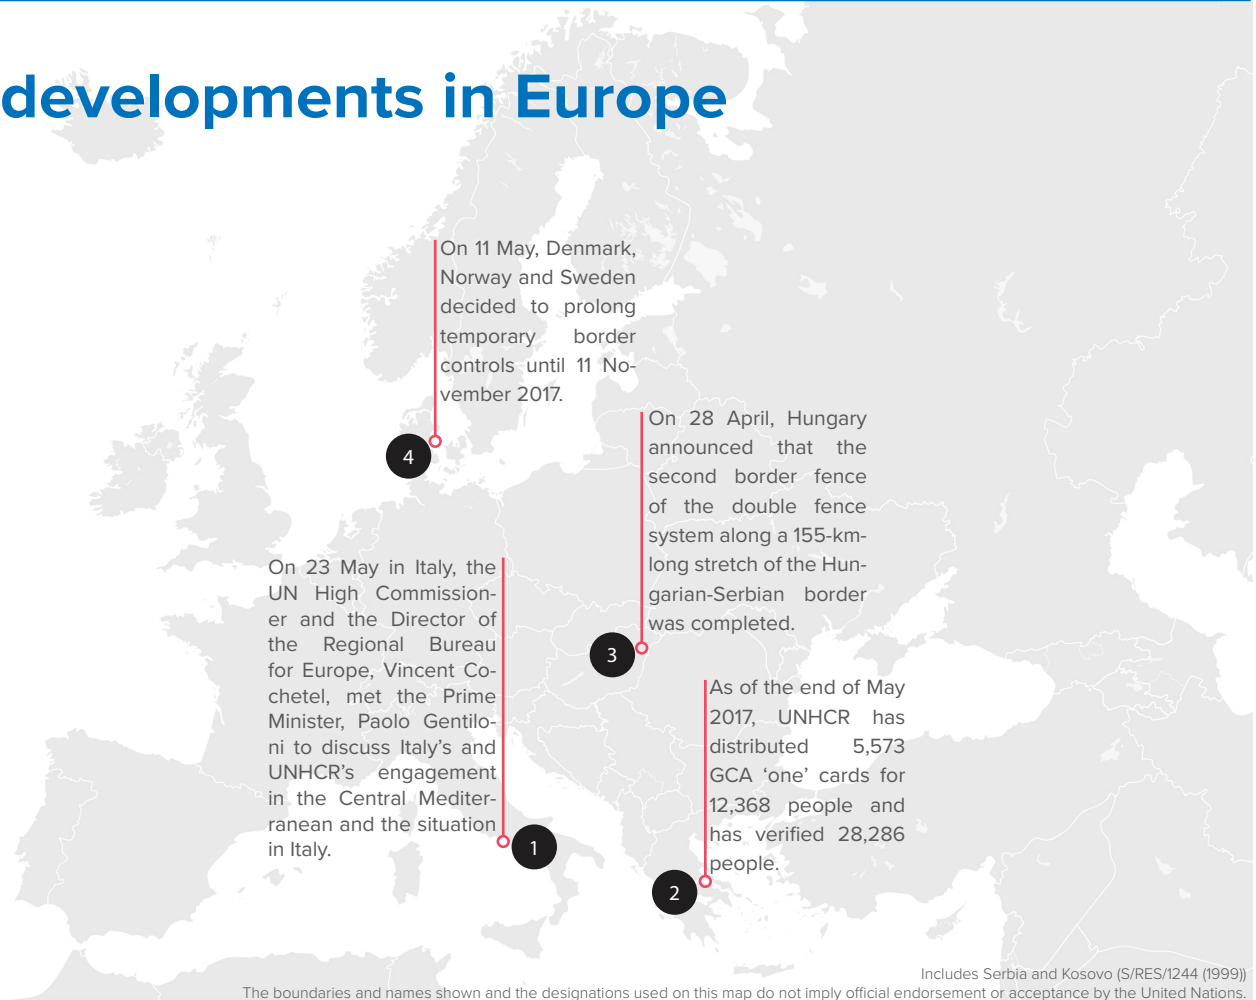 developments in Europe
On 11 May, Denmark,
Norway and Sweden
decided to prolong
temporary border
controls until 11 No-
vember 2017.
4
On 28 April, Hungary
announced that the
second border fence
of the double fence
system along a 155-km-
long stretch of the Hun-
garian-Serbian border
was completed.
3
On 23 May in Italy, the
UN High Commission-
er and the Director of
the Regional Bureau
for Europe, Vincent Co-
chetel, met the Prime
Minister, Paolo Gentilo-
ni to discuss Italy's and
UNHCR's engagement
in the Central Mediter-
ranean and the situation
in Italy.
1
As of the end of May
2017, UNHCR has
distributed 5,573
GCA ‘one’ cards for
12,368 people and
has verified 28,286
people.
2
Includes Serbia and Kosovo (S/RES/1244 (1999))
The boundaries and names shown and the designations used on this map do not imply official endorsement or acceptance by the United Nations.